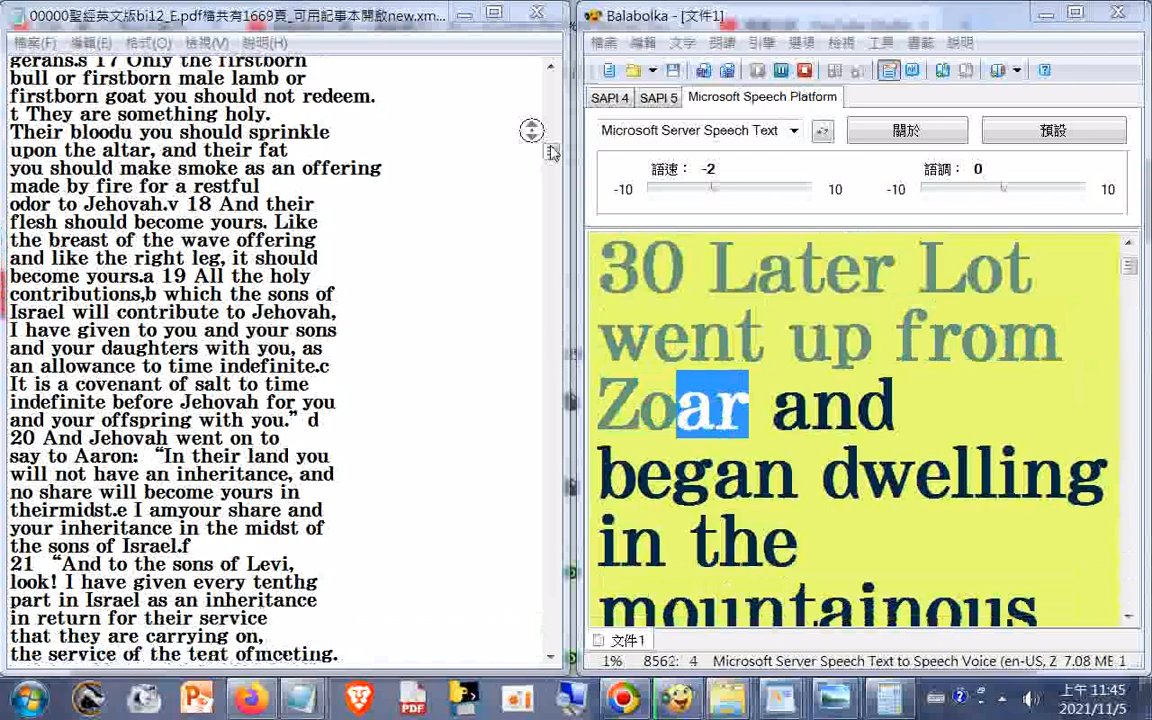 00000聖經英文版bi12_E.pdf檔共有1669頁_可用記事本開啟new.xm...
檔案(F) 編輯(E) 格式(O) 檢視(V) 說明(H)
gerans.s 17 Only the firstborn
bull or firstborn male lamb or
firstborn goat you should not redeem.
t They are something holy.
Their bloodu you should sprinkle
upon the altar, and their fat
you should make smoke as an offering
made by fire for a restful
odor to Jehovah.v 18 And their
flesh should become yours. Like
the breast of the wave offering
and like the right leg, it should
become yours.a 19 All the holy
contributions,b which the sons of
Israel will contribute to Jehovah,
I have given to you and your sons
and your daughters with you, as
an allowance to time indefinite.c
It is a covenant of salt to time
indefinite before Jehovah for you
and your offspring with you.” d
20 And Jehovah went on to
say to Aaron: “In their land you
will not have an inheritance, and
no share will become yours in
theirmidst.e I amyour share and
your inheritance in the midst of
the sons of Israel.f
21 “And to the sons of Levi,
look! I have given every tenthg
part in Israel as an inheritance
in return for their service
that they are carrying on,
the service of the tent ofmceting.
Balabolka - [文件1]
檔案 編輯 文字 朗讀 引擎 選項 檢視 工具 書籤 說明
SAPI 4 SAPI 5 Microsoft Speech Platform
Microsoft Server Speech Text 關於 預設
語速： -2 語調： 0
-10 10 -10 10
30 Later Lot
went up from
Zoar and
began dwelling
in the
mountainous
文件1
1% 8562: 4 Microsoft Server Speech Text to Speech Voice (en-US, Z 7.08 ME 1
上午 11:45
2021/11/5